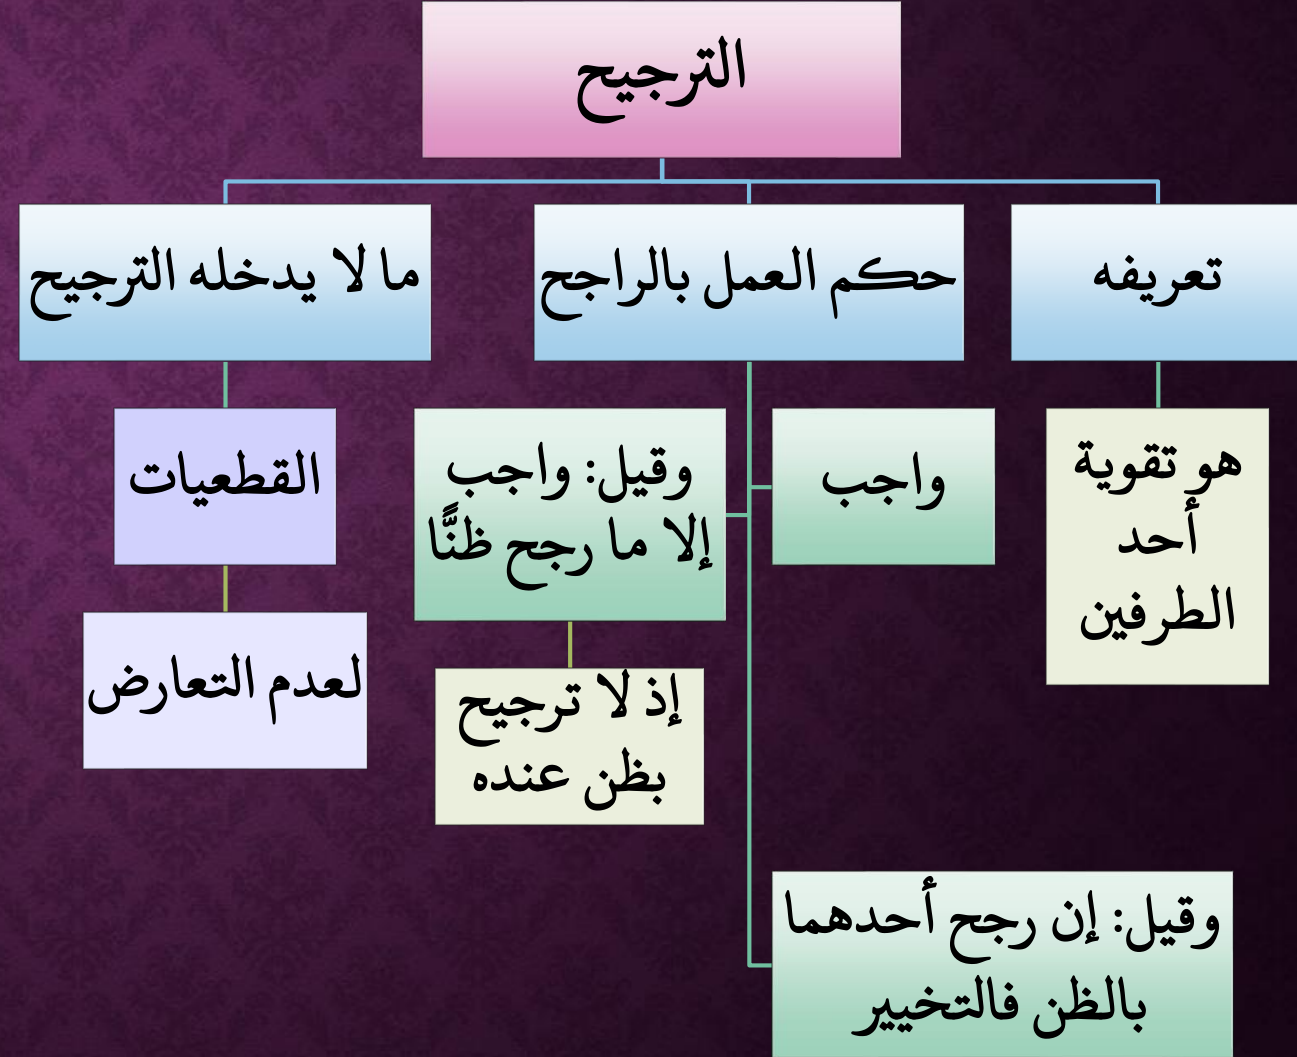 الترجيح
تعريفه
حكم العمل بالراجح
ما لا يدخله الترجيح
هو تقوية
أحد
الطرفين
واجب
وقيل: واجب
إلا ما رجح ظنًّا
إذ لا ترجيح
بظن عنده
وقيل: إن رجح أحدهما
بالظن فالتخيير
القطعيات
لعدم التعارض